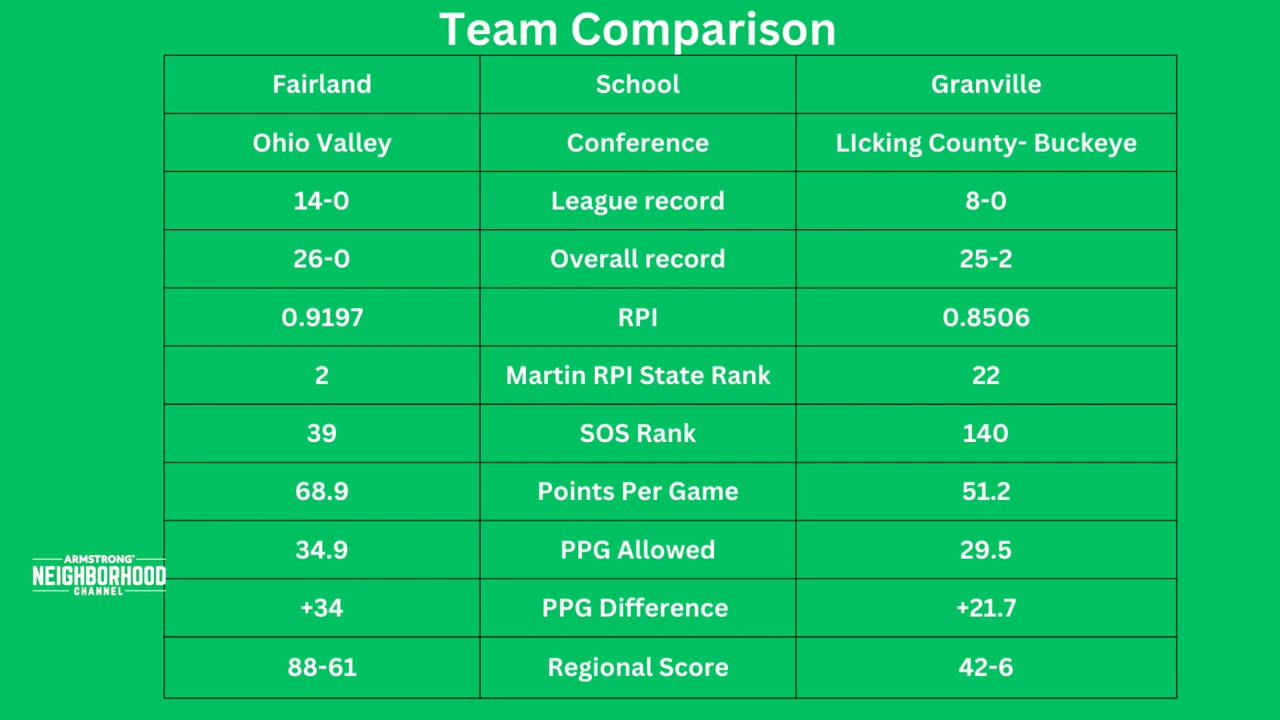 Team Comparison
Fairland School Granville
Ohio Valley Conference LIcking County- Buckeye
14-0 League record 8-0
26-0 Overall record 25-2
0.9197 RPI 0.8506
2 Martin RPI State Rank 22
39 SOS Rank 140
68.9 Points Per Game 51.2
34.9 PPG Allowed 29.5
ARMSTRONG®
NEIGHBORHOOD
CHANNEL
+34 PPG Difference +21.7
88-61 Regional Score 42-6